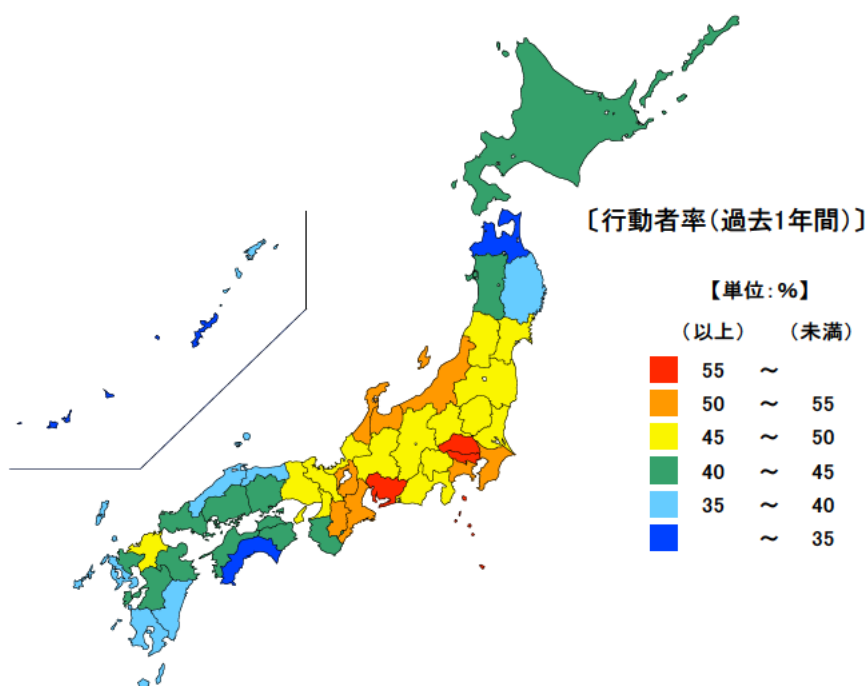 〔行動者率(過去1年間)〕
【単位:%】
(以上) (未満)
55 ～
50 ～ 55
45 ～ 50
40 ～ 45
35 ～ 40
～ 35